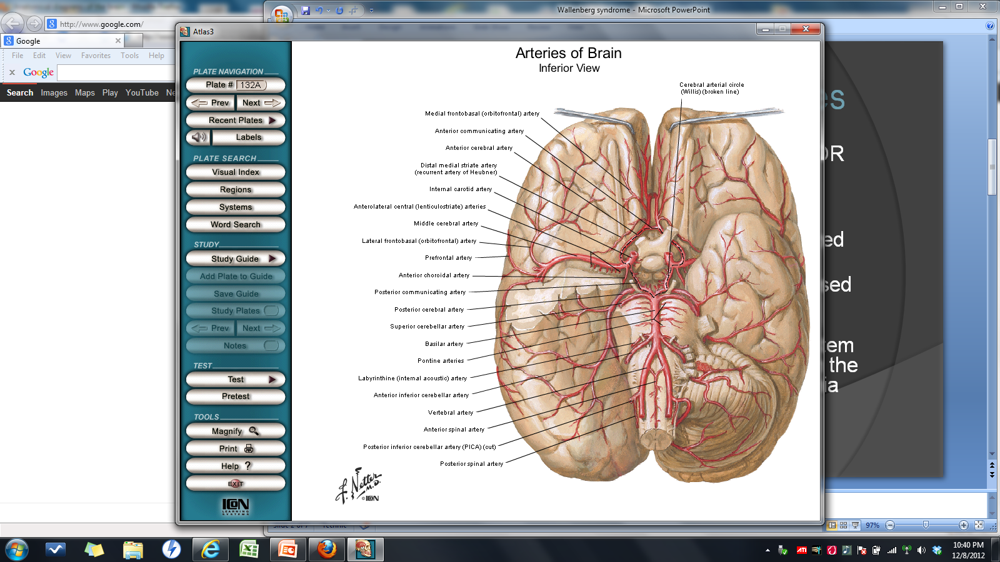 Wallenberg syndrome - Microsoft PowerPoint
http://www.google.com/
Google
File Edit View Favorites Tools Help
x Google
Search Images Maps Play YouTube Ne
Atlas3
PLATE NAVIGATION
Plate # 132A
Prev Next
Recent Plates
Labels
PLATE SEARCH
Visual Index
Regions
Systems
Word Search
STUDY
Study Guide
Add Plate to Guide
Save Guide
Study Plates
Prev Next
Notes
TEST
Test
Pretest
TOOLS
Magnify
Print
Help ?
EXIT
ICON
LEARNING
SYSTEMS
Arteries of Brain
Inferior View
Cerebral arterial circle
(Willis) (broken line)
Medial frontobasal (orbitofrontal) artery
Anterior communicating artery
Anterior cerebral artery
Distal medial striate artery
(recurrent artery of Heubner)
Internal carotid artery
Anterolateral central (lenticulostriate) arteries
Middle cerebral artery
Lateral frontobasal (orbitofrontal) artery
Prefrontal artery
Anterior choroidal artery
Posterior communicating artery
Posterior cerebral artery
Superior cerebellar artery
Basilar artery
Pontine arteries
Labyrinthine (internal acoustic) artery
Anterior inferior cerebellar artery
Vertebral artery
Anterior spinal artery
Posterior inferior cerebellar artery (PICA) (cut)
Posterior spinal artery
F. Netter
M.D.
© ICON
es
OR
ed
sed
tem
the
ia
97%
10:40 PM
12/8/2012